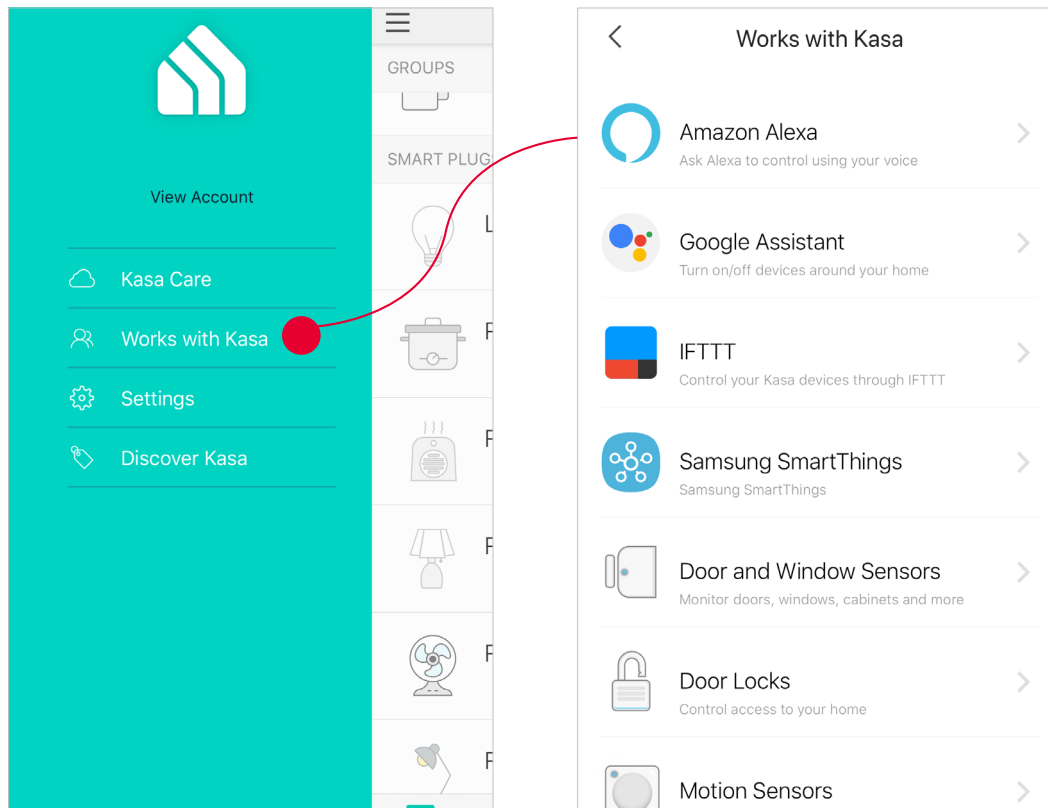 View Account
Kasa Care
Works with Kasa
Settings
Discover Kasa
GROUPS
SMART PLUG
L
F
F
F
F
F
Works with Kasa
Amazon Alexa
Ask Alexa to control using your voice
Google Assistant
Turn on/off devices around your home
IFTTT
Control your Kasa devices through IFTTT
Samsung SmartThings
Samsung SmartThings
Door and Window Sensors
Monitor doors, windows, cabinets and more
Door Locks
Control access to your home
Motion Sensors